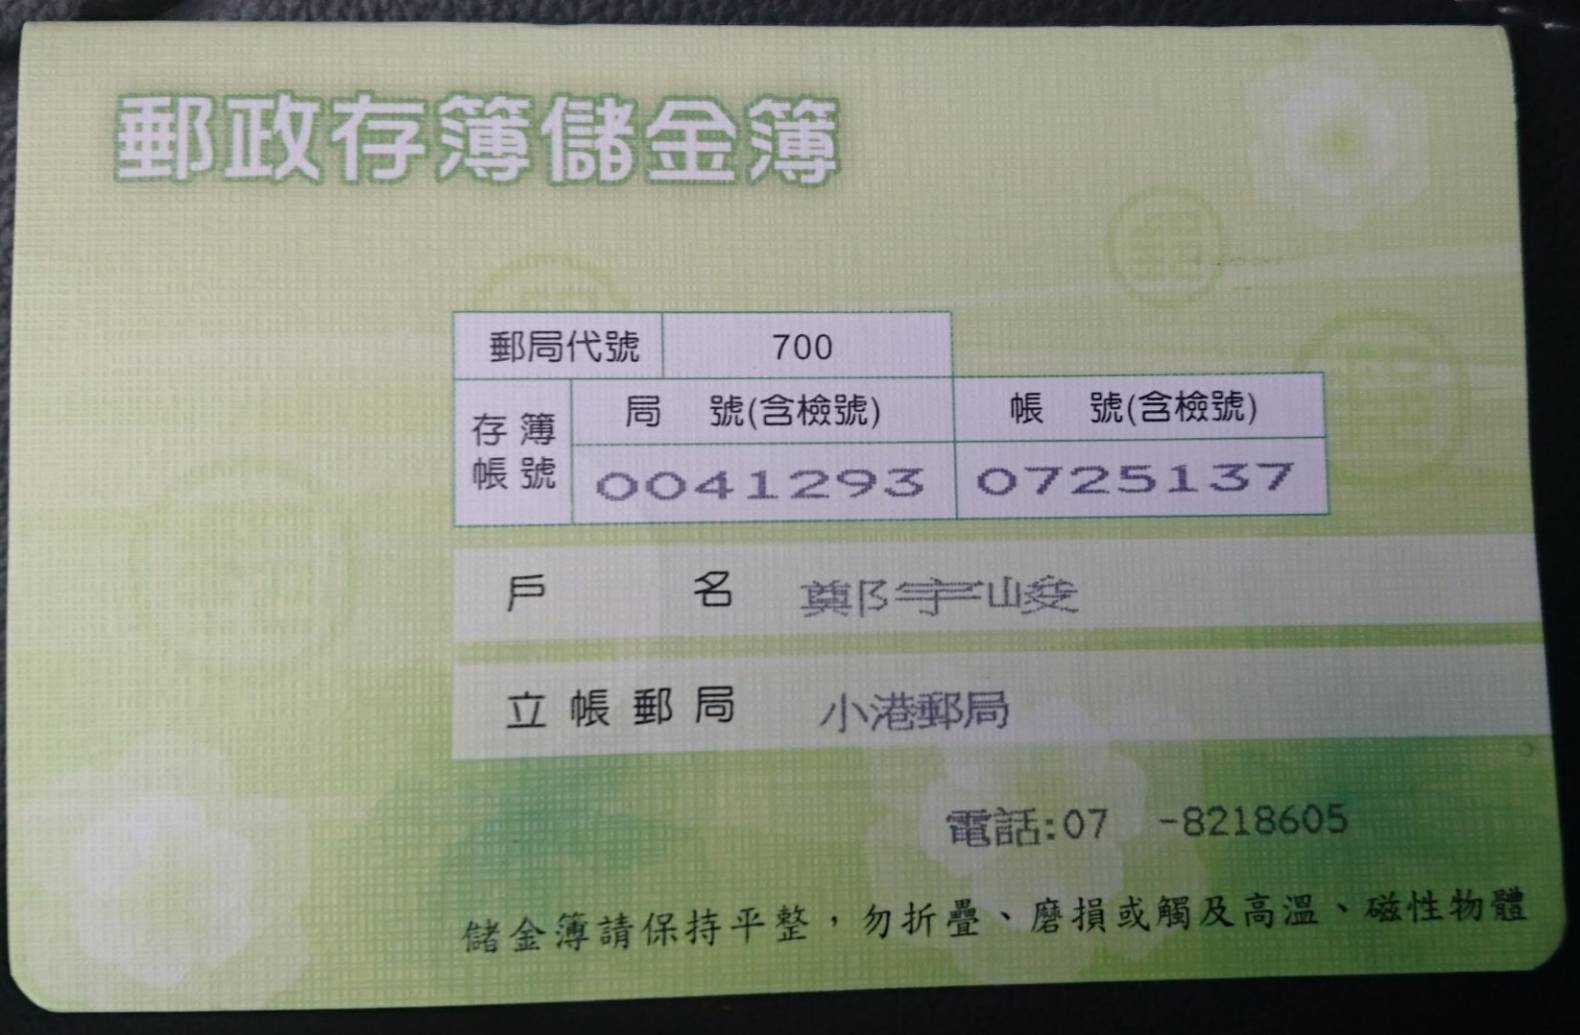 郵政存簿儲金簿
郵局代號 700
存簿帳號 局 號(含檢號) 帳 號(含檢號)
0041293 0725137
戶 名 鄭宇峻
立帳郵局 小港郵局
電話:07 -8218605
儲金簿請保持平整，勿折疊、磨損或觸及高溫、磁性物體